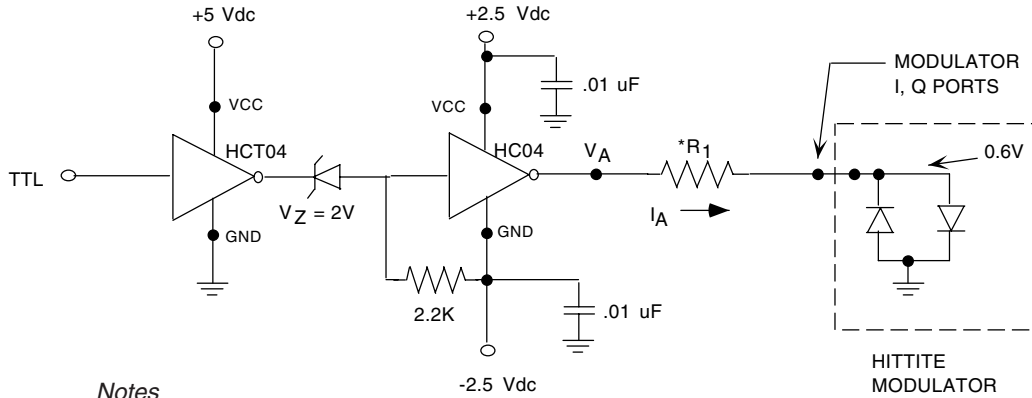 +5 Vdc
+2.5 Vdc
.01 uF
MODULATOR
I, Q PORTS
VCC
VCC
HCT04
HC04
VA
*R1
0.6V
TTL
VZ = 2V
IA
GND
GND
2.2K
.01 uF
-2.5 Vdc
HITTITE
MODULATOR
Notes